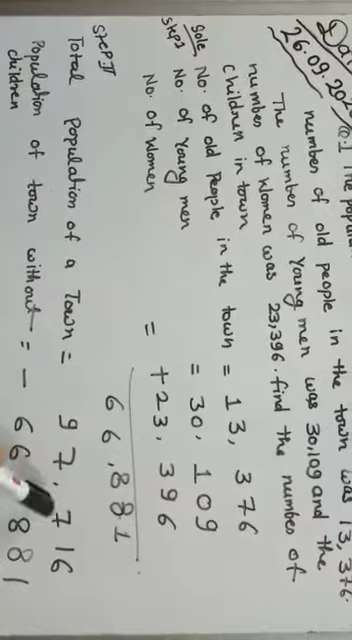 Dat
26.09.202
Q.1 The popul
number of old people in the town was 13,376.
The number of Young men was 30,109 and the
number of Women was 23,396. find the number of
children in town
Sol:- No. of old People in the town = 13,376
Step I No. of Young men = 30,109
No. of Women = +23,396
66,881
Step II
Total Population of a Town = 97,716
Population of town without = - 66 881
children